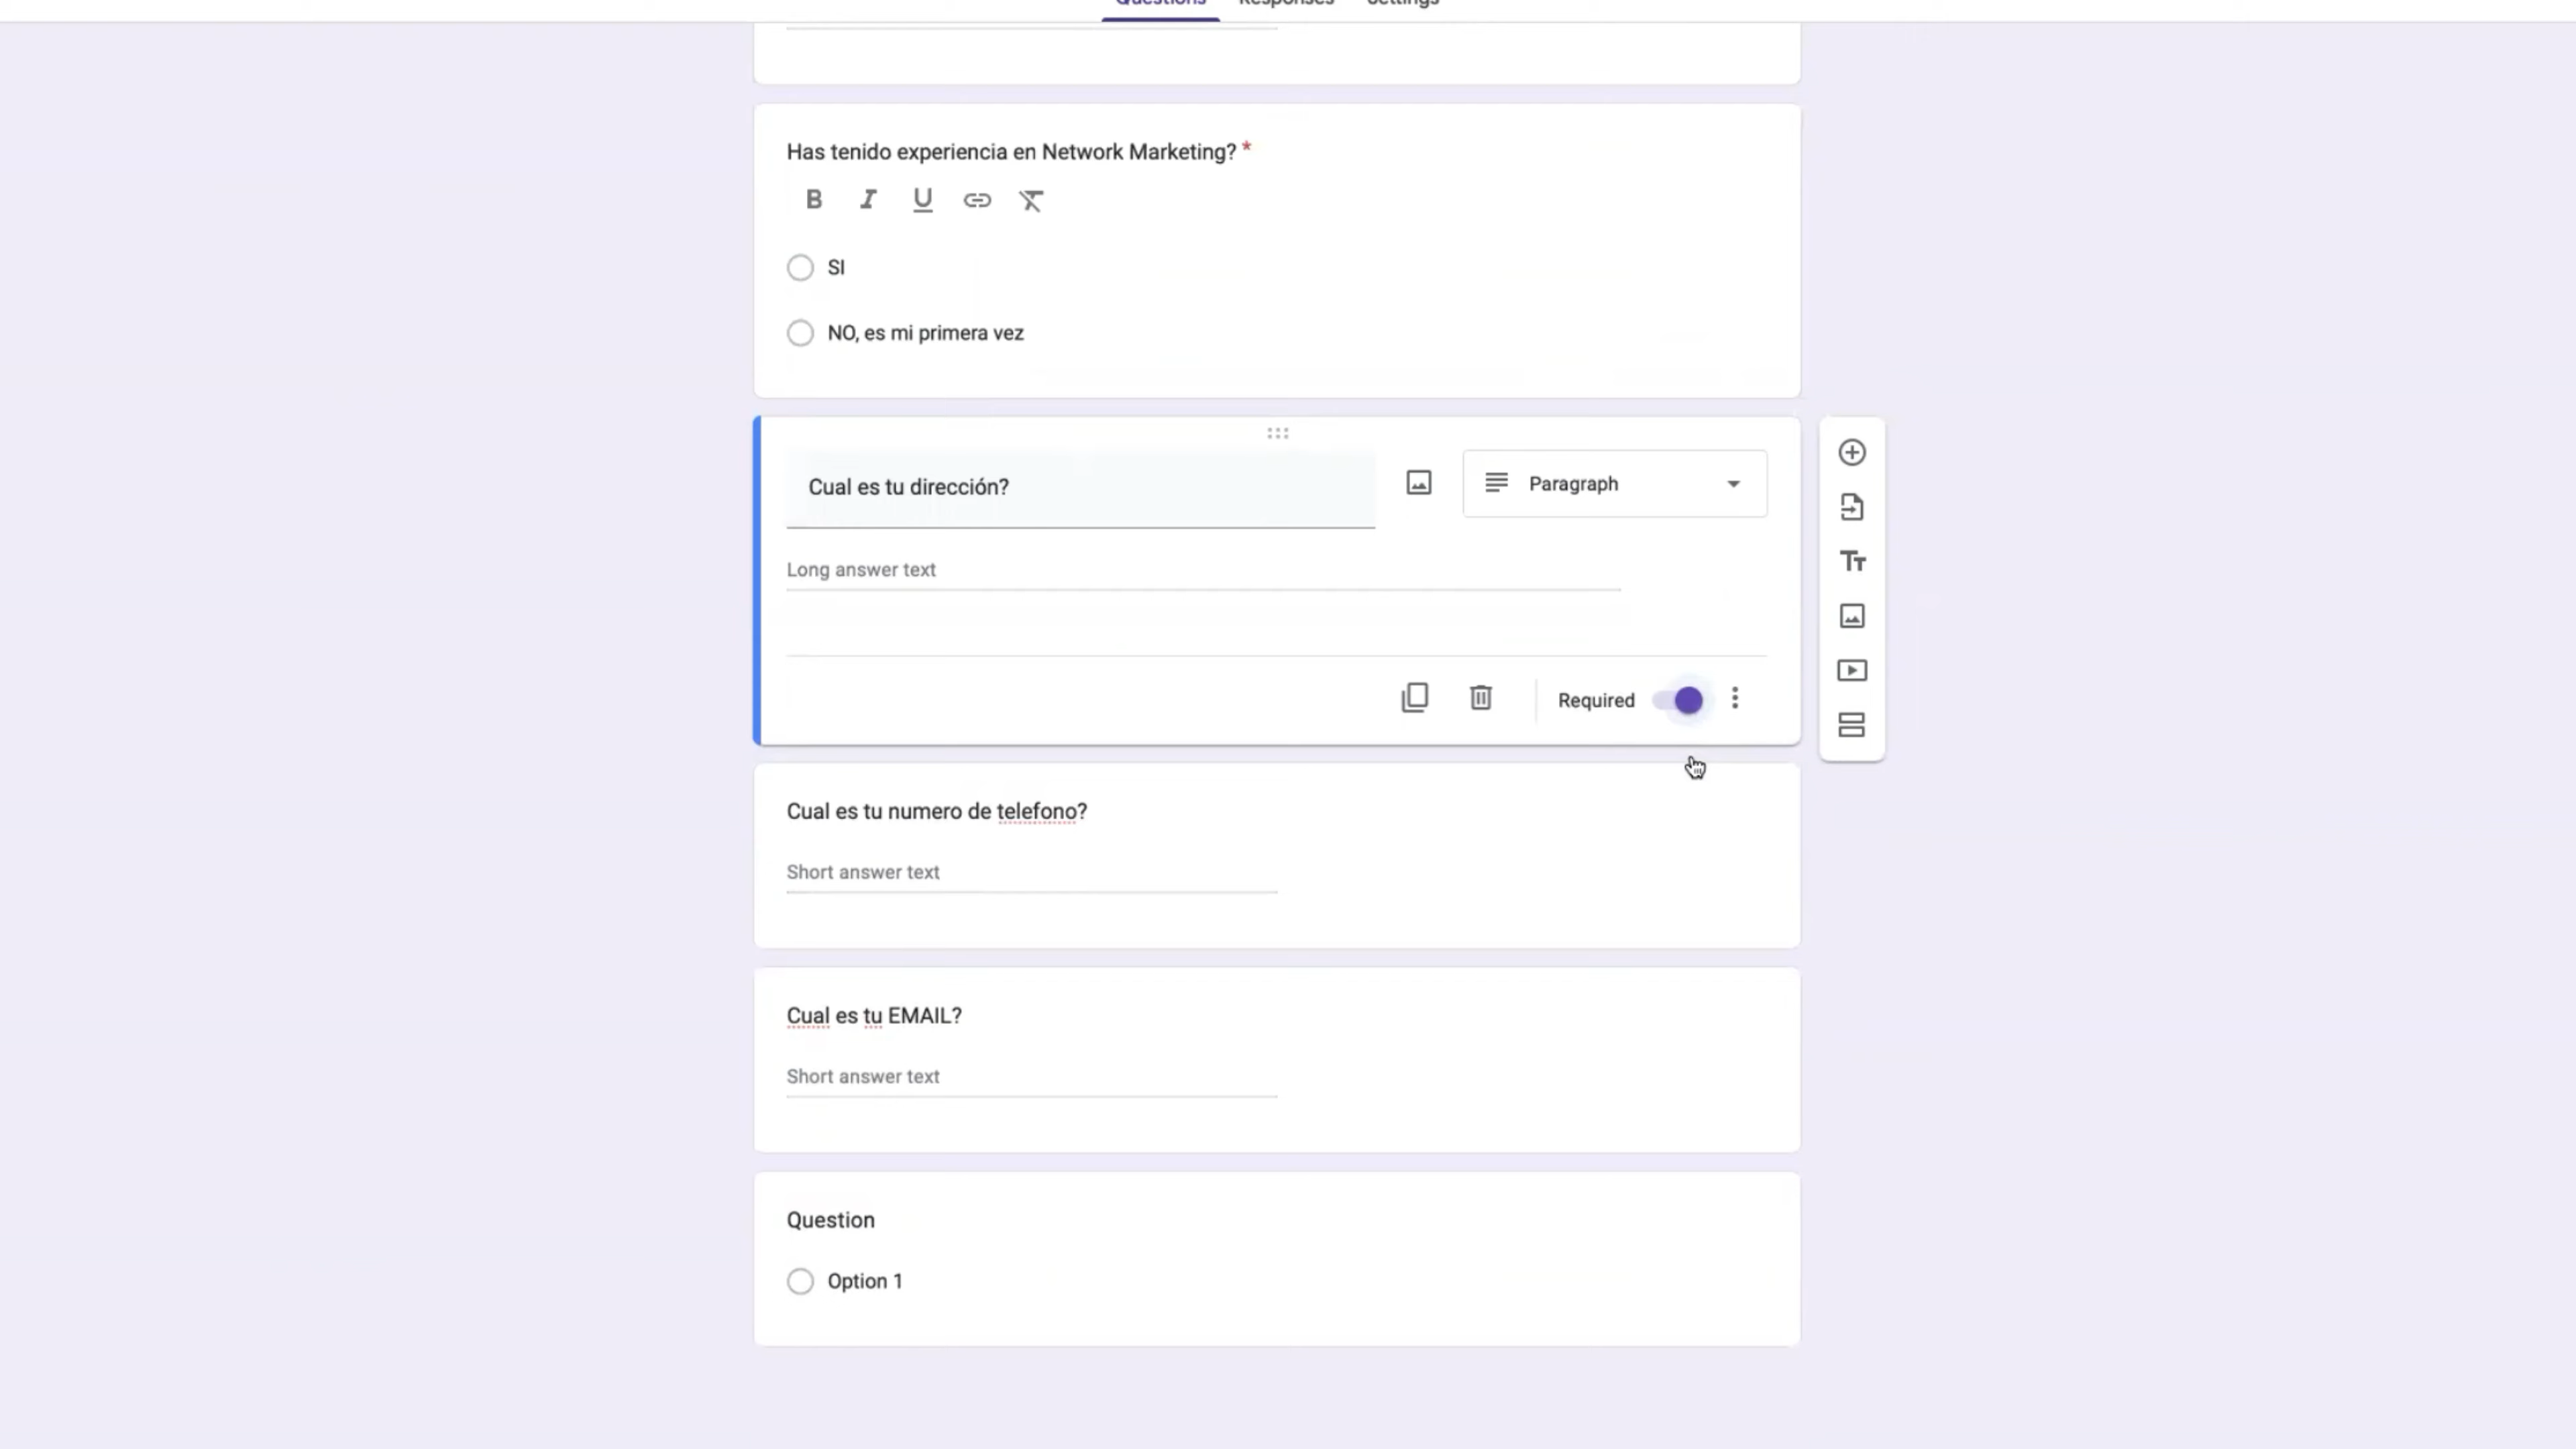 Questions Responses Settings
Has tenido experiencia en Network Marketing? *
SI
NO, es mi primera vez
Cual es tu dirección?
Paragraph
Long answer text
Required
Cual es tu numero de telefono?
Short answer text
Cual es tu EMAIL?
Short answer text
Question
Option 1